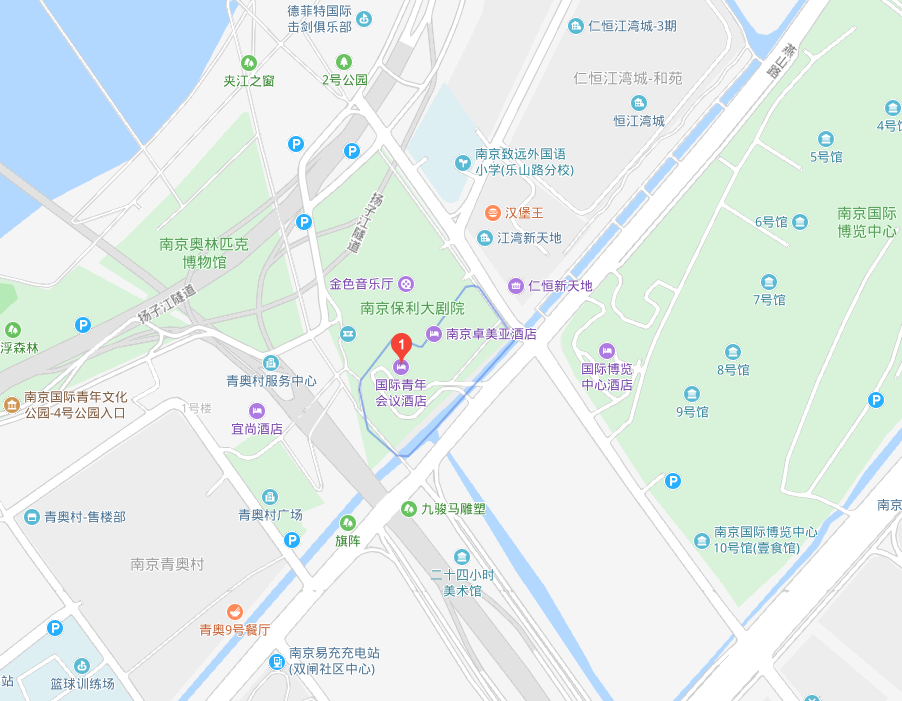 德菲特国际
击剑俱乐部
仁恒江湾城-3期
燕山路
夹江之窗
2号公园
仁恒江湾城-和苑
恒江湾城
4号馆
5号馆
南京致远外国语
小学(乐山路分校)
扬子江隧道
汉堡王
江湾新天地
6号馆
南京国际
博览中心
南京奥林匹克
博物馆
金色音乐厅
仁恒新天地
7号馆
扬子江隧道
南京保利大剧院
南京卓美亚酒店
1
浮森林
8号馆
国际博览
中心酒店
青奥村服务中心
国际青年
会议酒店
南京国际青年文化
公园-4号公园入口
1号楼
9号馆
宜尚酒店
青奥村-售楼部
青奥村广场
九骏马雕塑
南京
旗阵
南京国际博览中心
10号馆(壹食馆)
南京青奥村
二十四小时
美术馆
青奥9号餐厅
南京易充充电站
(双闸社区中心)
站
篮球训练场